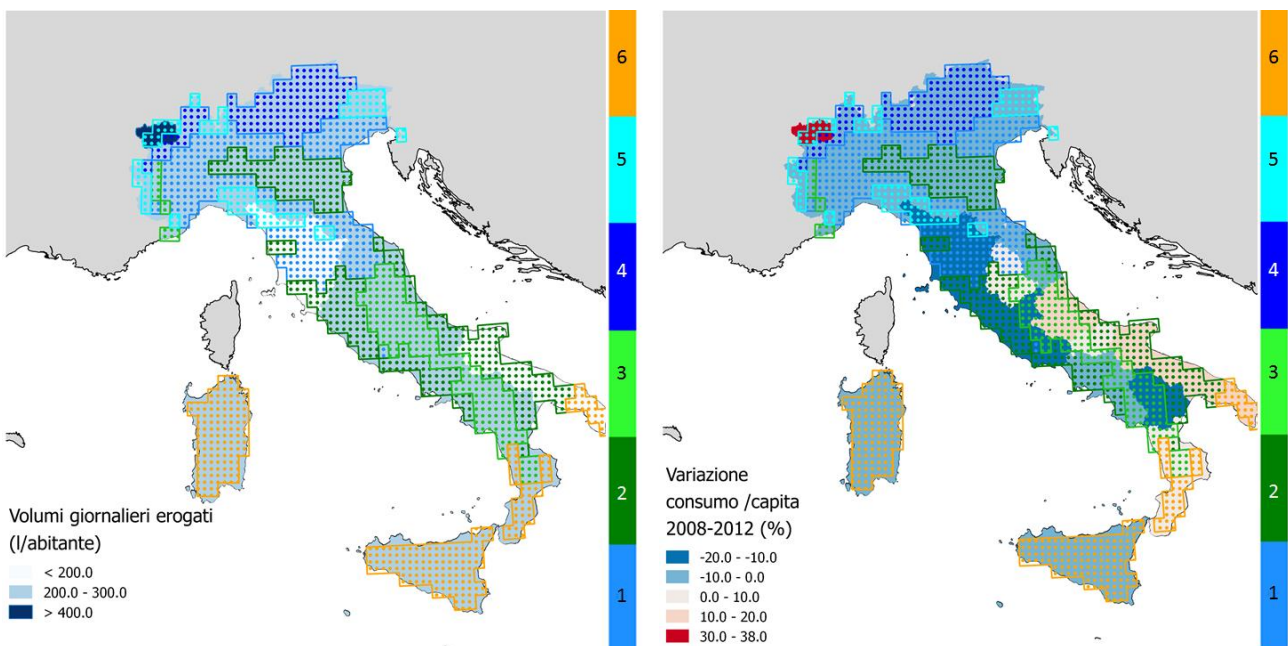 6
5
4
3
2
1
Volumi giornalieri erogati
(l/abitante)
< 200.0
200.0 - 300.0
> 400.0
6
5
4
3
2
1
Variazione
consumo /capita
2008-2012 (%)
-20.0 - -10.0
-10.0 - 0.0
0.0 - 10.0
10.0 - 20.0
30.0 - 38.0